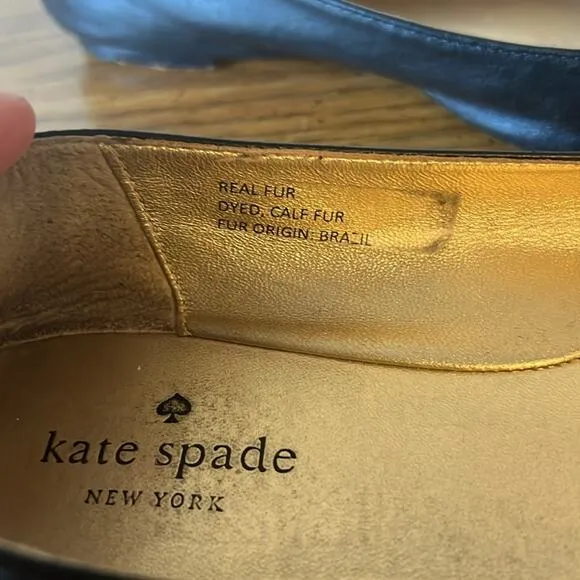 REAL FUR
DYED, CALF FUR
FUR ORIGIN: BRAZIL
kate spade
NEW YORK